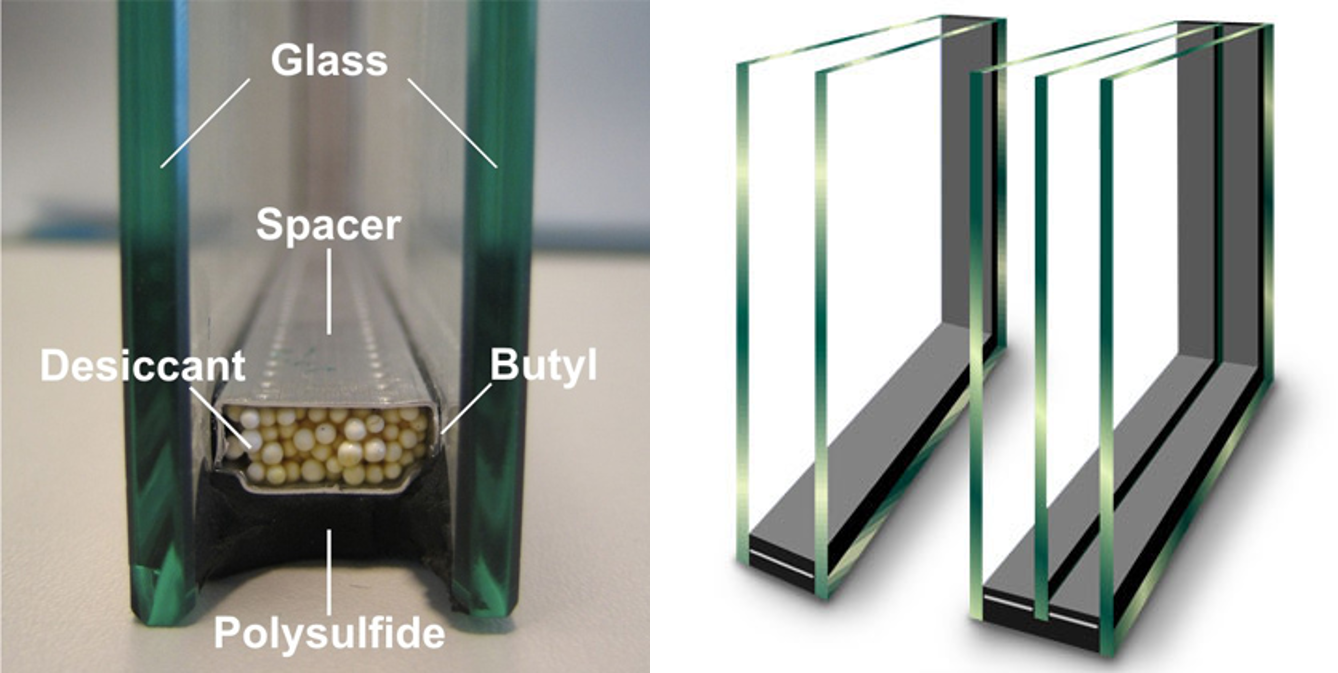 Glass
Spacer
Desiccant
Butyl
Polysulfide